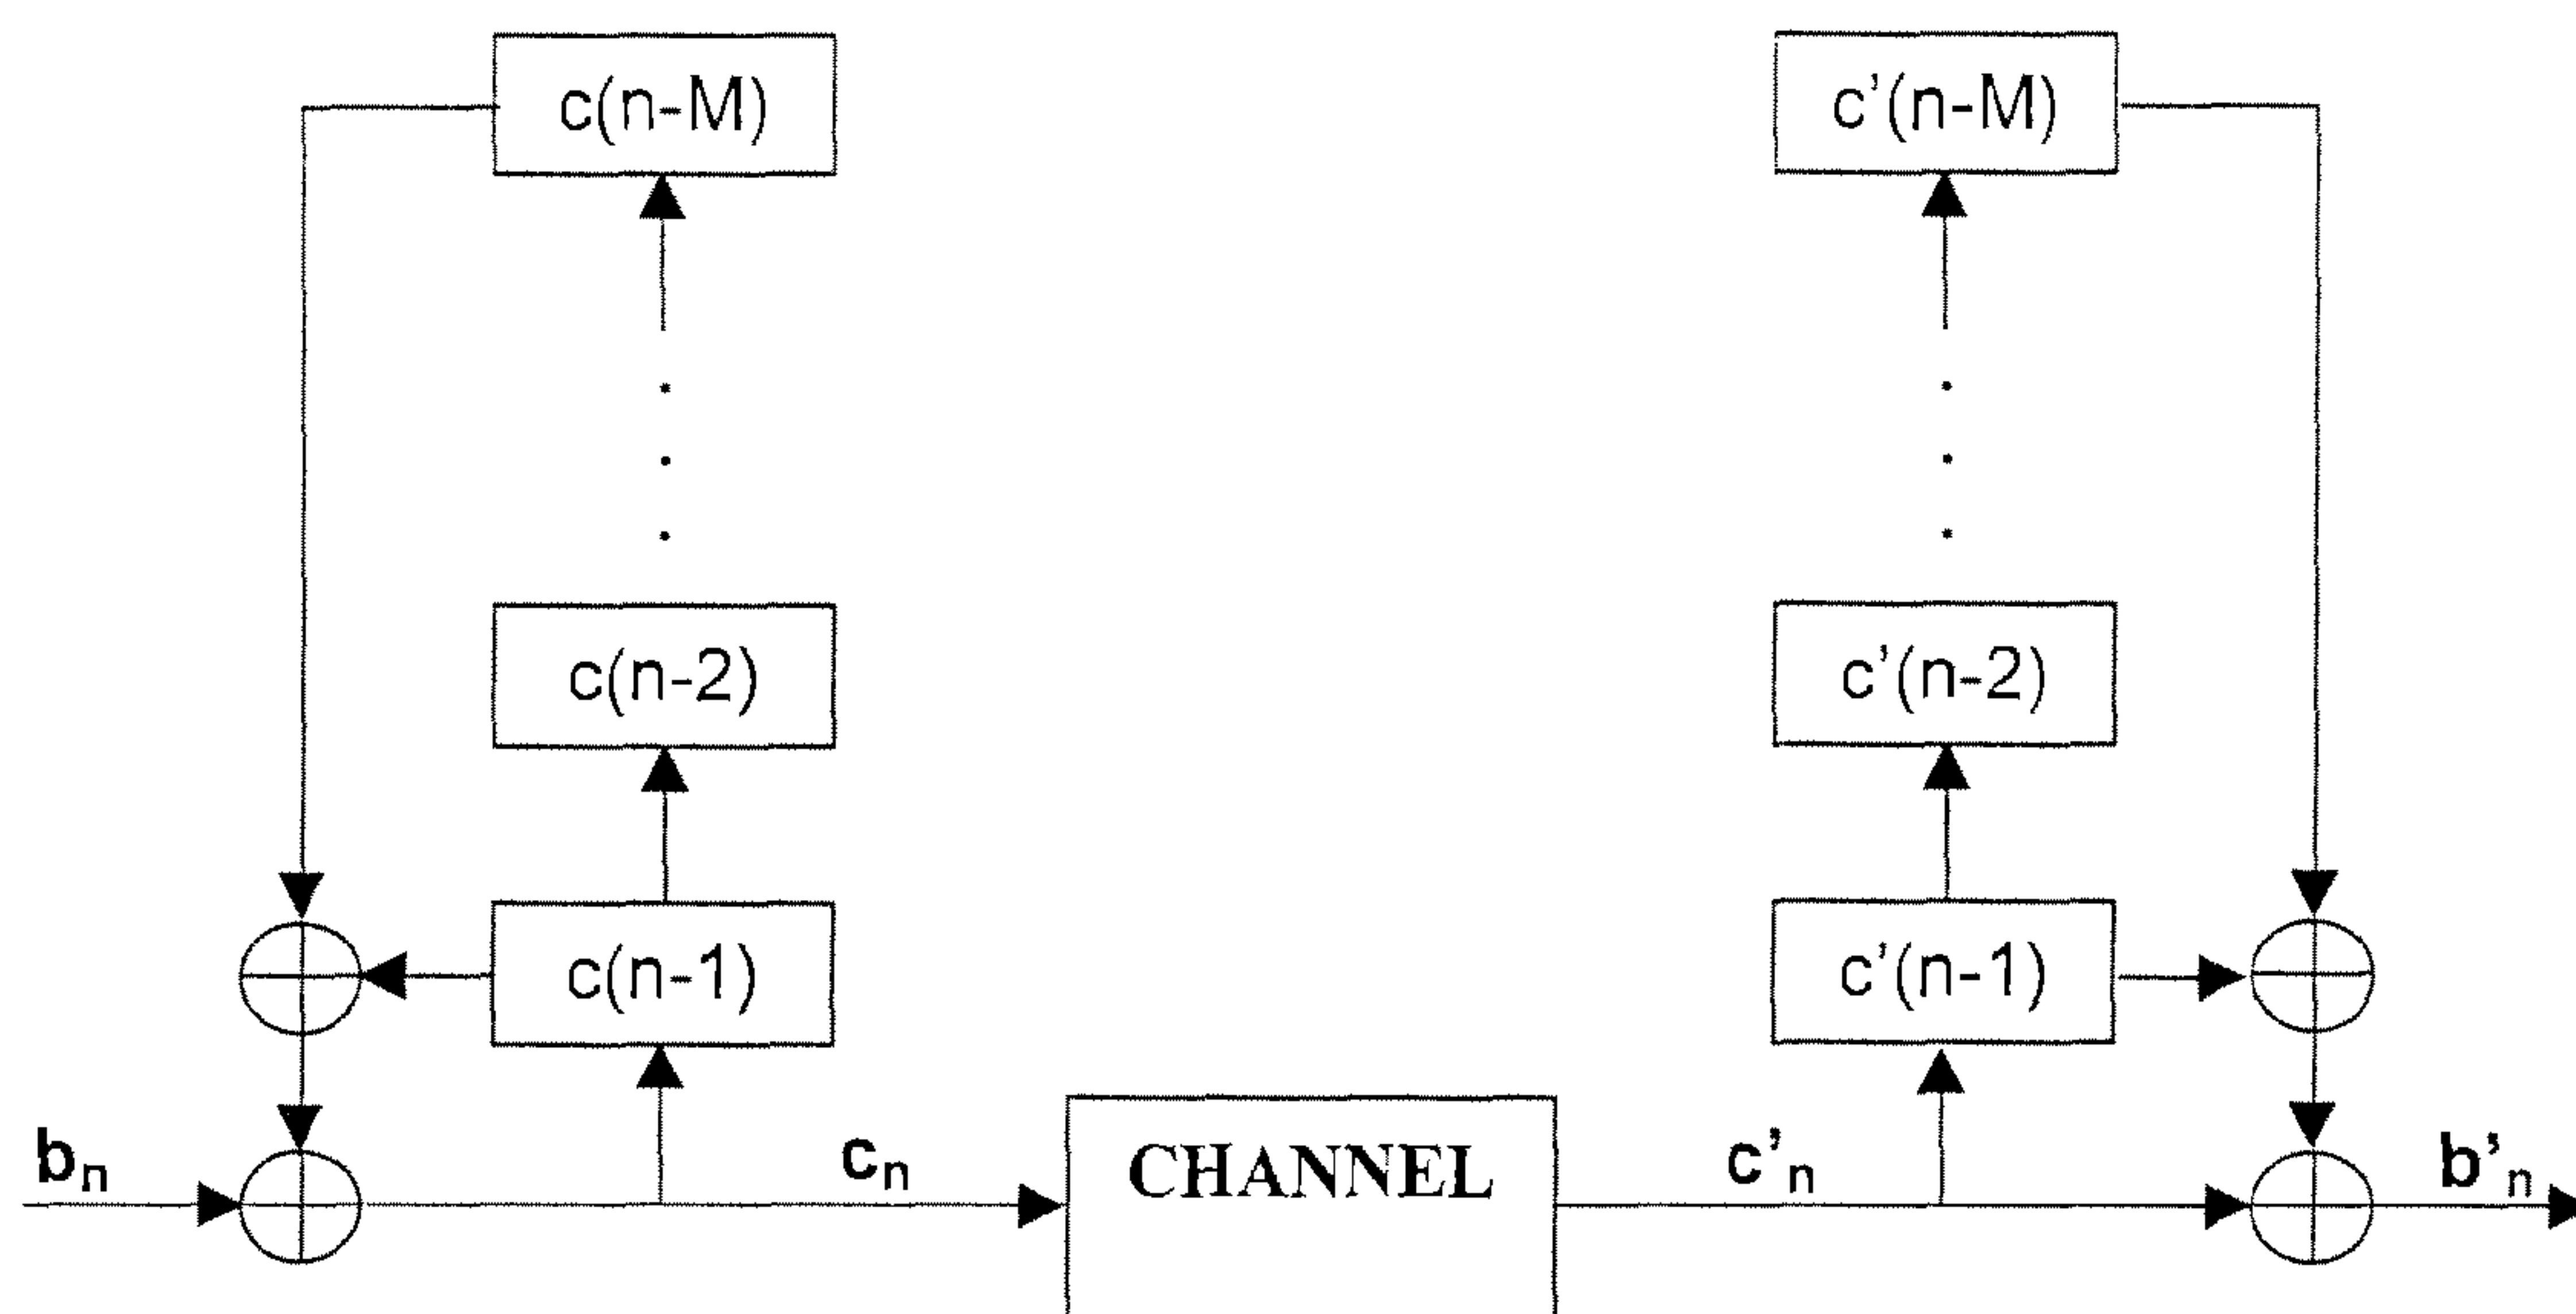 c(n-M)
c'(n-M)
.
.
.
.
.
.
c(n-2)
c'(n-2)
c(n-1)
c'(n-1)
bn
cn
CHANNEL
c'n
b'n